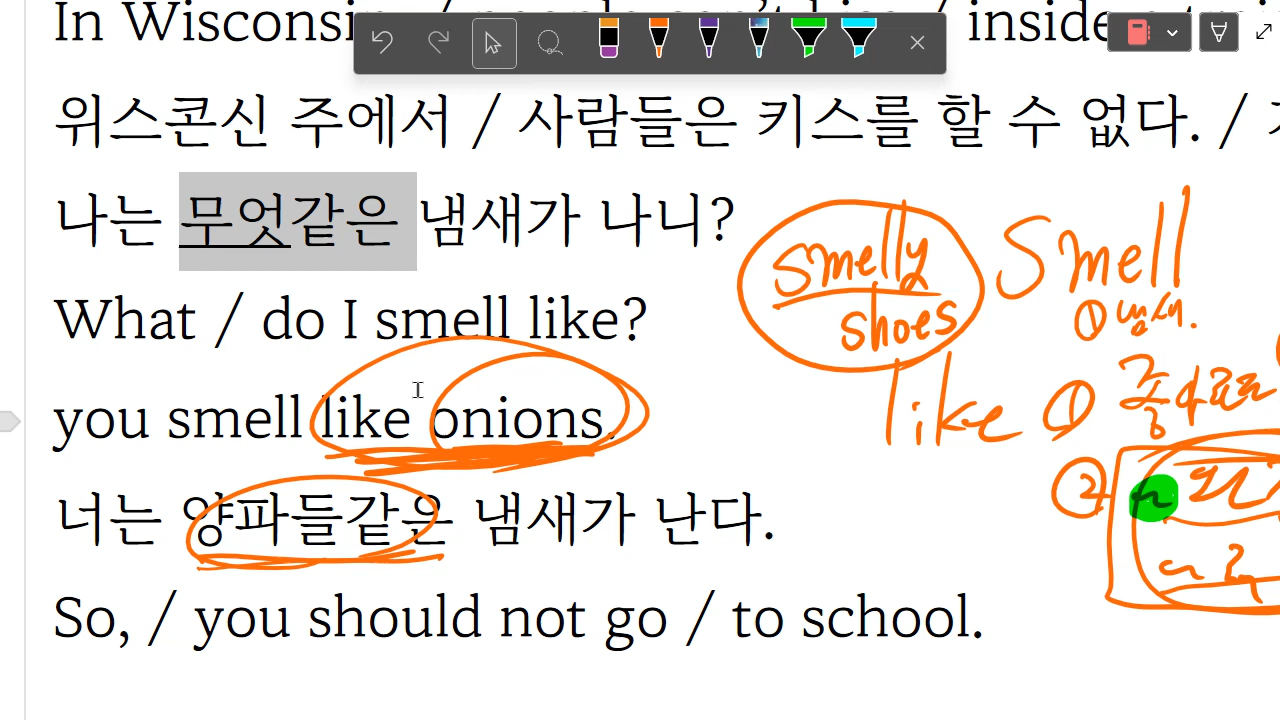 In Wisconsin
inside a
위스콘신 주에서 / 사람들은 키스를 할 수 없다. /
나는 무엇같은 냄새가 나니?
smelly
shoes
Smell
① 냄새.
What / do I smell like?
like ① 좋아하다
you smell like onions.
②
너는 양파들같은 냄새가 난다.
So, / you should not go / to school.